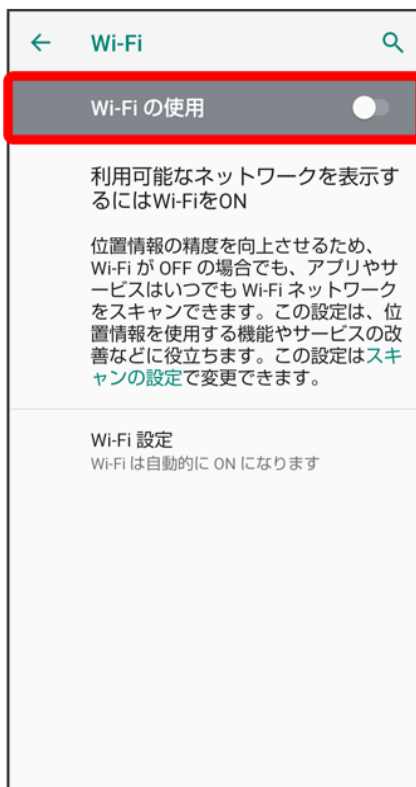 Wi-Fi
Wi-Fi の使用
利用可能なネットワークを表示す
るにはWi-FiをON
位置情報の精度を向上させるため、
Wi-Fi が OFF の場合でも、アプリやサ
ービスはいつでも Wi-Fi ネットワーク
をスキャンできます。この設定は、位
置情報を使用する機能やサービスの改
善などに役立ちます。この設定はスキ
ャンの設定で変更できます。
Wi-Fi 設定
Wi-Fi は自動的に ON になります